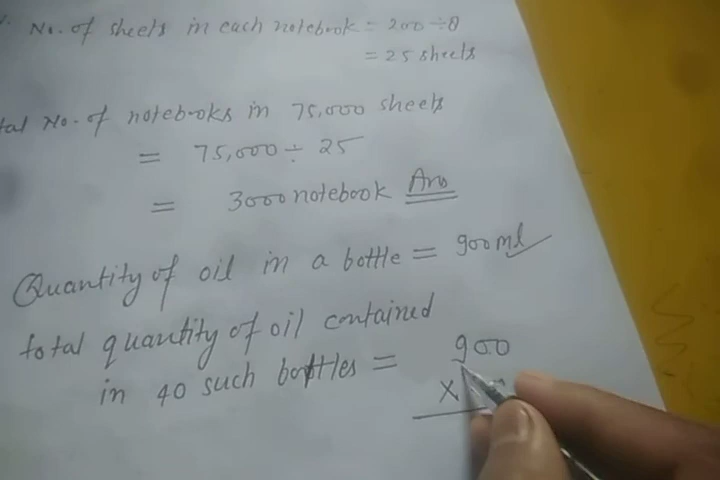 No. of sheets in each notebook = 200 ÷ 8
= 25 sheets
tal No. of notebooks in 75,000 sheets
= 75,000 ÷ 25
= 3000 notebook Ans
Quantity of oil in a bottle = 900 ml
total quantity of oil contained
in 40 such bottles = 900
×